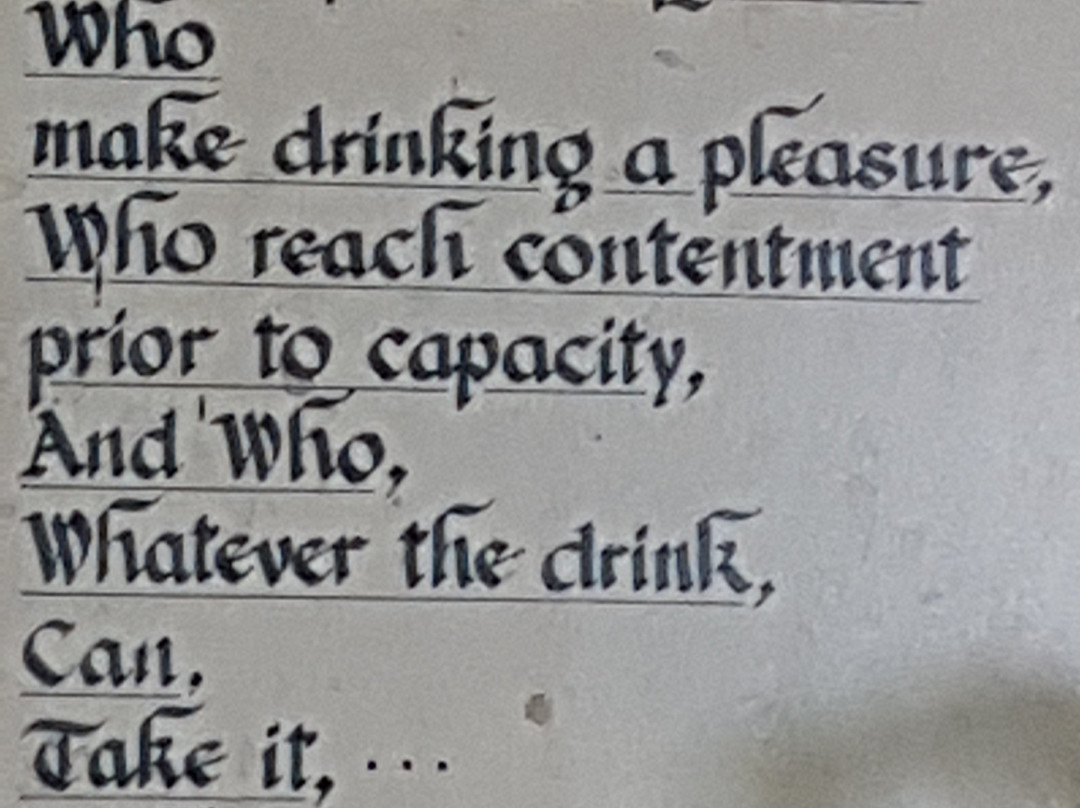 Who
make drinking a pleasure,
Who reach contentment
prior to capacity,
And Who,
Whatever the drink,
Can.
Take it, ...